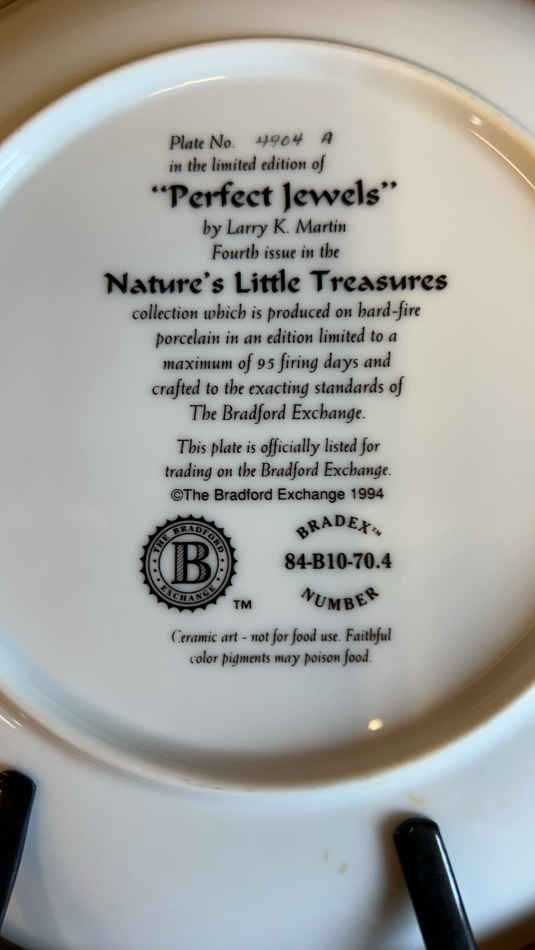 Plate No. 4904 A
in the limited edition of
“Perfect Jewels”
by Larry K. Martin
Fourth issue in the
Nature's Little Treasures
collection which is produced on hard-fire
porcelain in an edition limited to a
maximum of 95 firing days and
crafted to the exacting standards of
The Bradford Exchange.
This plate is officially listed for
trading on the Bradford Exchange.
©The Bradford Exchange 1994
THE BRADFORD
B
EXCHANGE
TM
BRADEX™
84-B10-70.4
NUMBER
Ceramic art - not for food use. Faithful
color pigments may poison food.